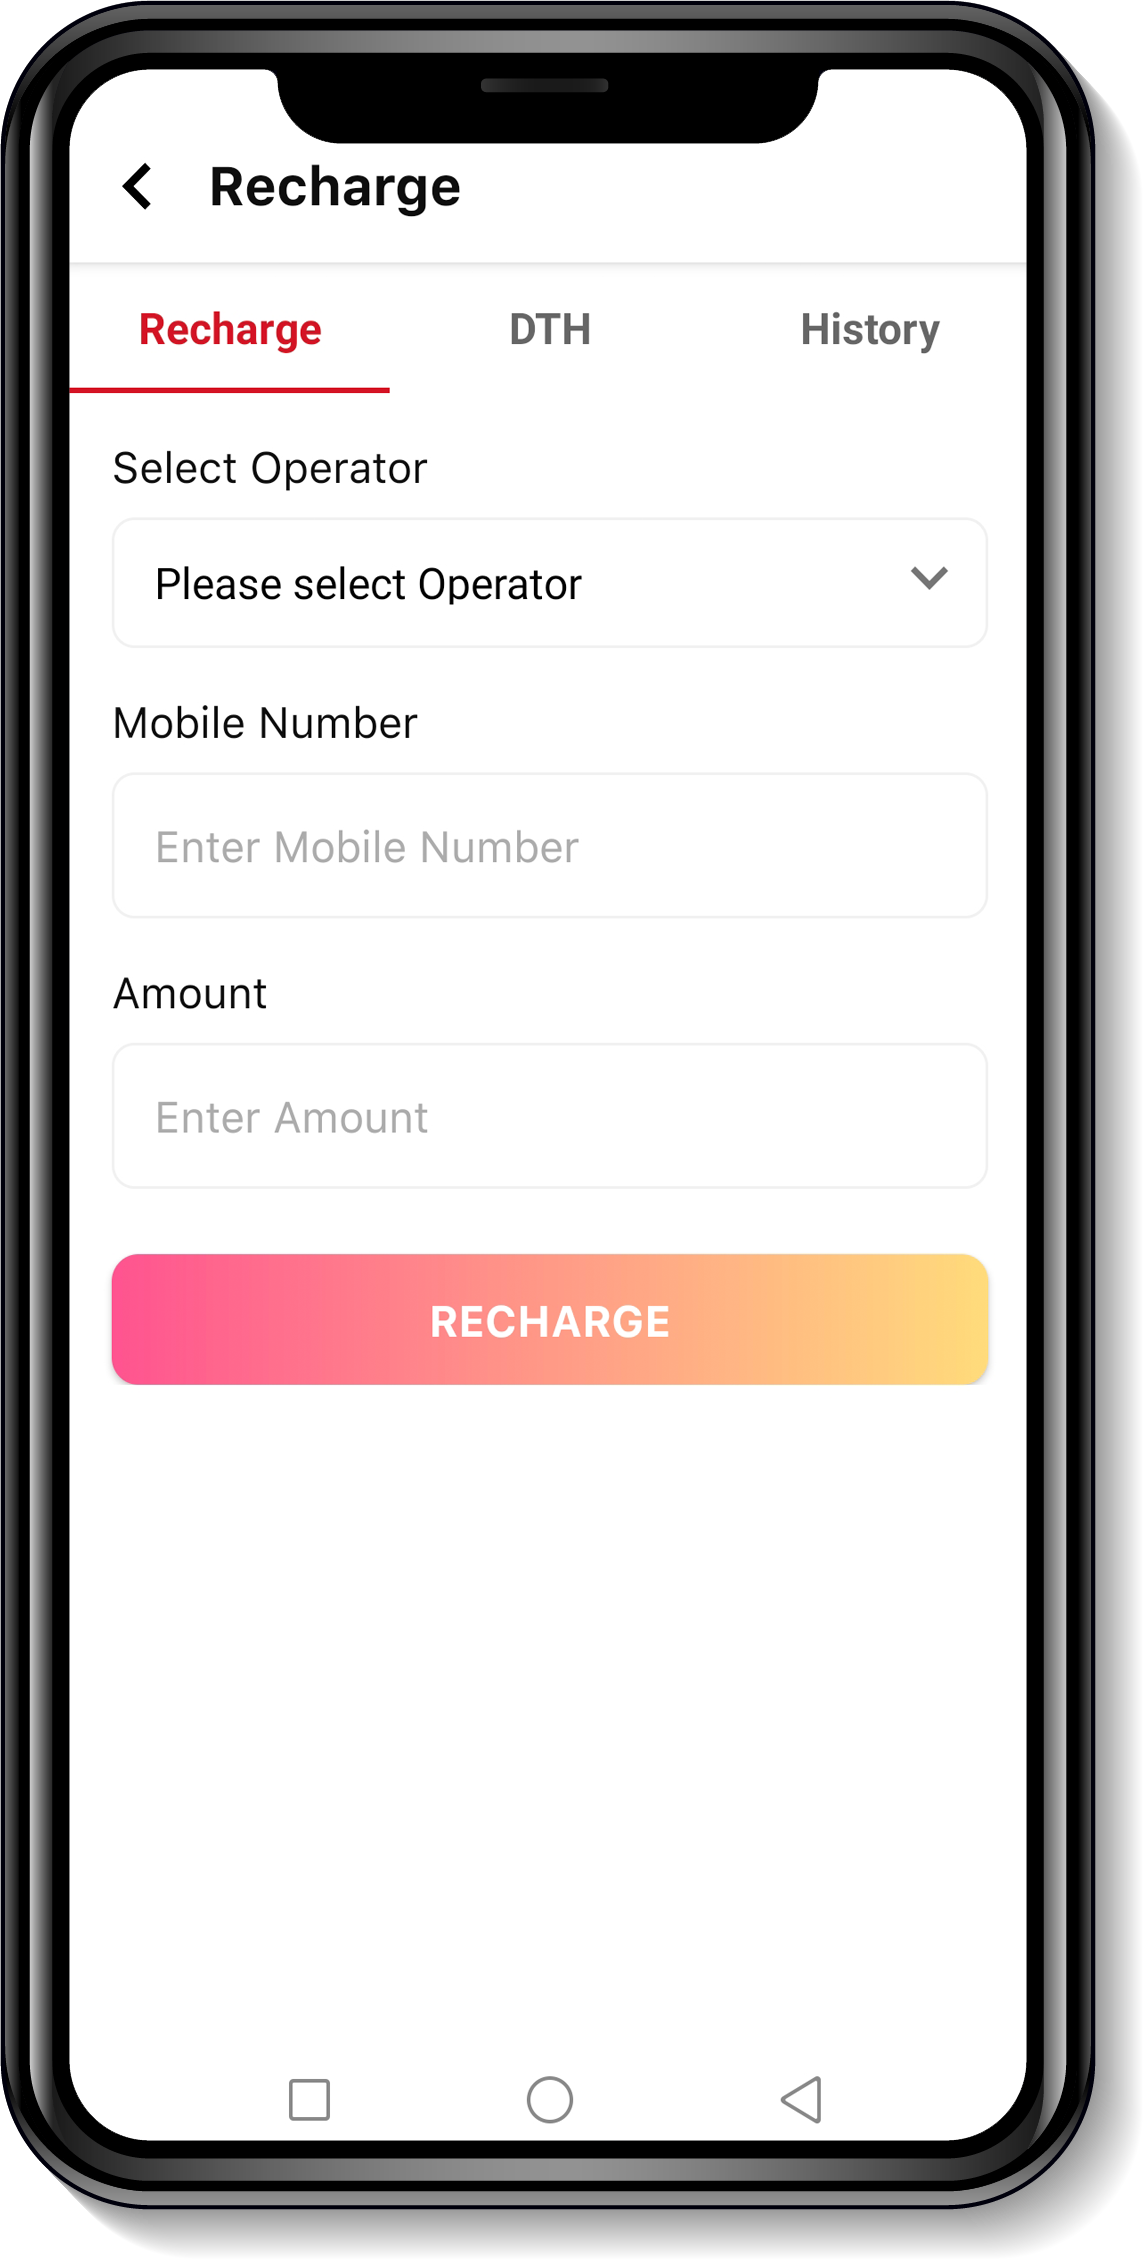 Recharge
Recharge DTH History
Select Operator
Please select Operator
Mobile Number
Enter Mobile Number
Amount
Enter Amount
RECHARGE